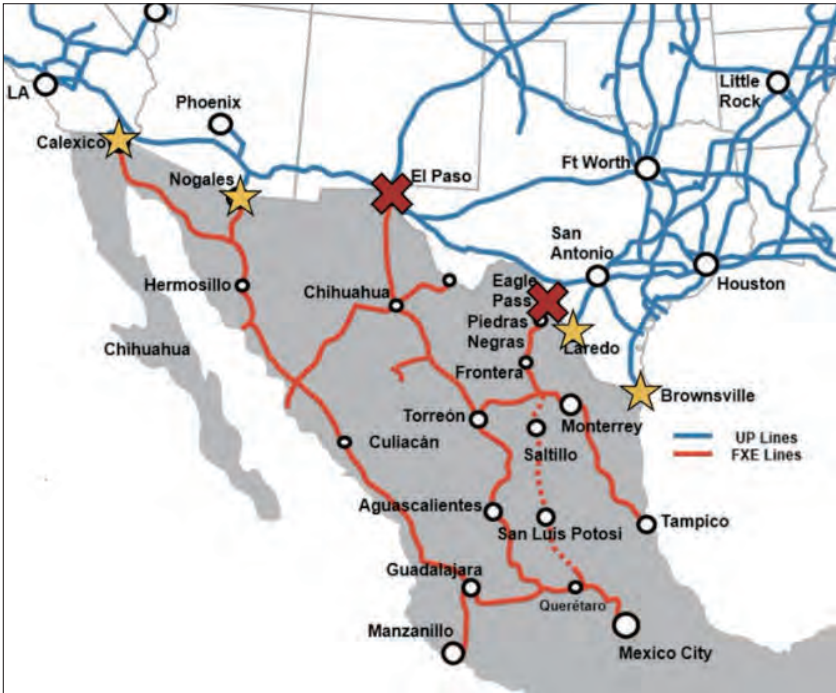 LA
Phoenix
Little
Rock
Calexico
Nogales
El Paso
Ft Worth
San
Antonio
Houston
Hermosillo
Chihuahua
Eagle
Pass
Piedras
Negras
Laredo
Chihuahua
Frontera
Brownsville
Torreón
Monterrey
UP Lines
FXE Lines
Culiacán
Saltillo
Aguascalientes
San Luis Potosi
Tampico
Guadalajara
Querétaro
Manzanillo
Mexico City